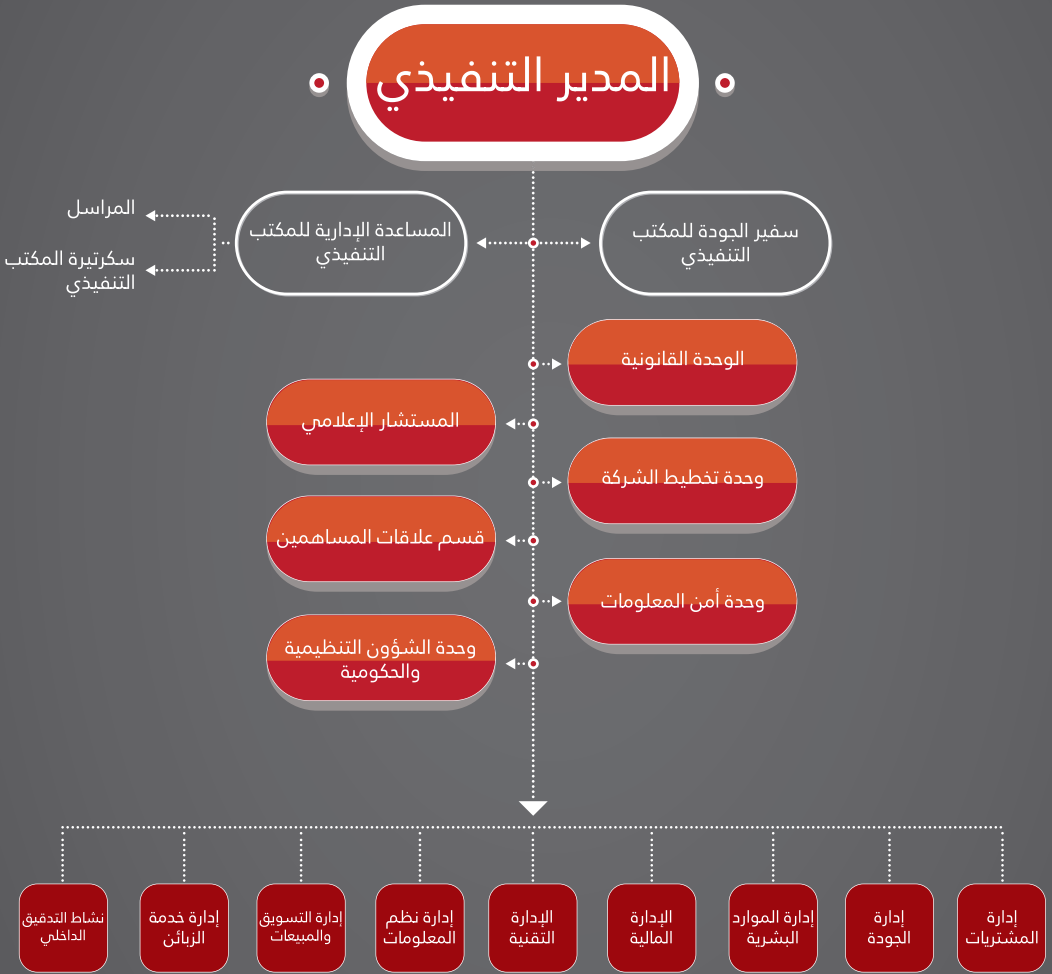 المدير التنفيذي
سفير الجودة للمكتب
التنفيذي
المساعدة الإدارية للمكتب
التنفيذي
المراسل
سكرتيرة المكتب
التنفيذي
الوحدة القانونية
المستشار الإعلامي
وحدة تخطيط الشركة
قسم علاقات المساهمين
وحدة أمن المعلومات
وحدة الشؤون التنظيمية
والحكومية
إدارة
المشتريات
إدارة
الجودة
إدارة الموارد
البشرية
الإدارة
المالية
الإدارة
التقنية
إدارة نظم
المعلومات
إدارة التسويق
والمبيعات
إدارة خدمة
الزبائن
نشاط التدقيق
الداخلي